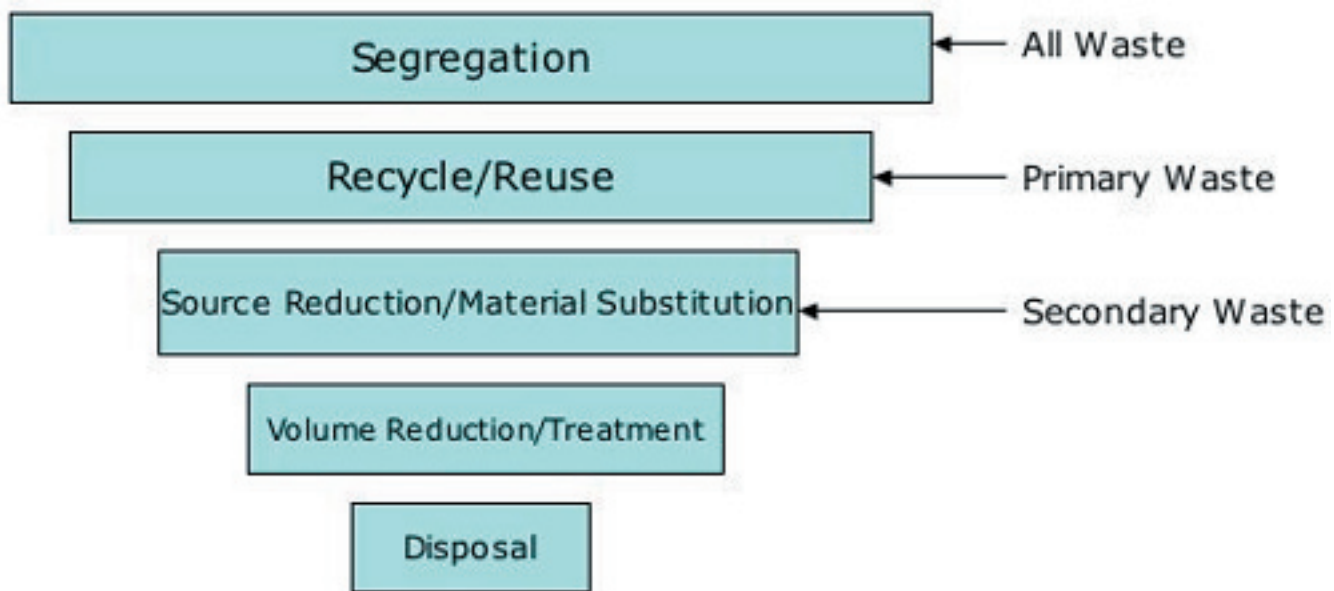 Segregation
All Waste
Recycle/Reuse
Primary Waste
Source Reduction/Material Substitution
Secondary Waste
Volume Reduction/Treatment
Disposal